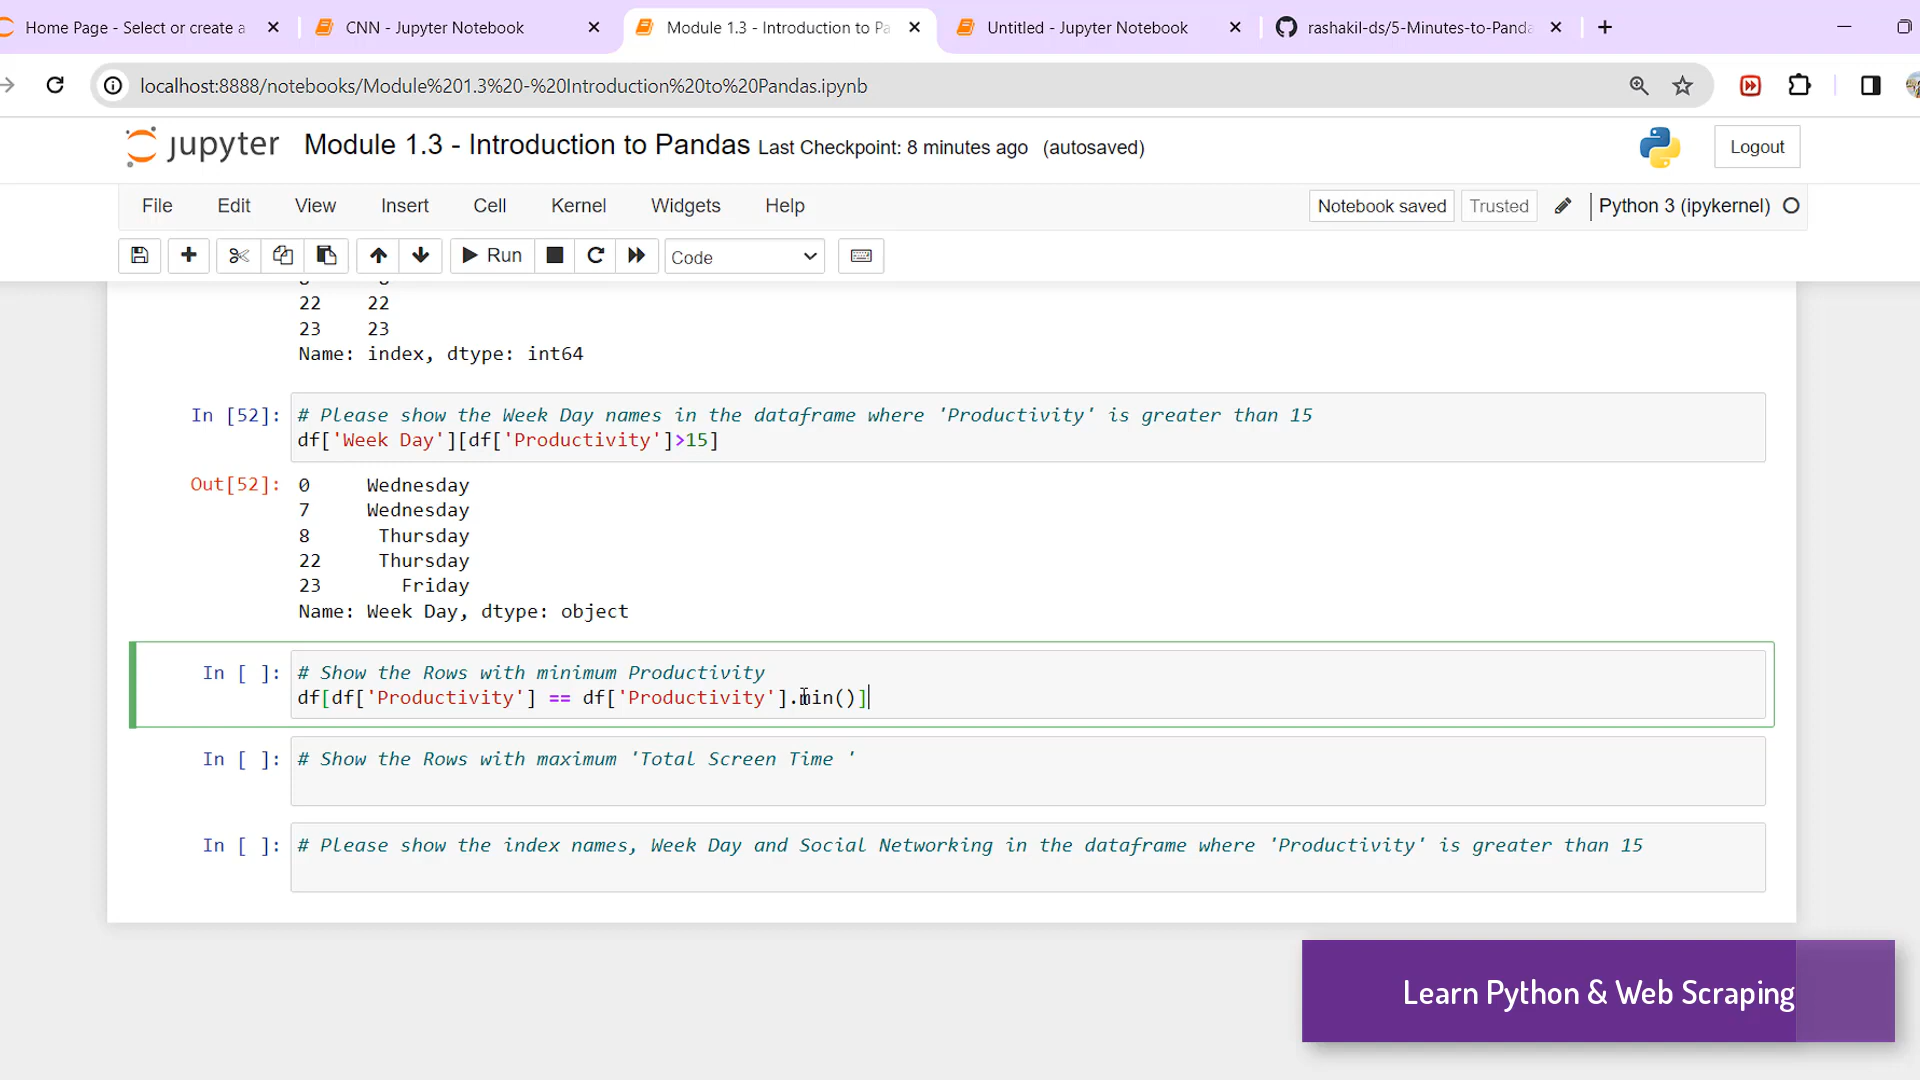 Home Page - Select or create a
CNN - Jupyter Notebook
Module 1.3 - Introduction to Pa
Untitled - Jupyter Notebook
rashakil-ds/5-Minutes-to-Panda
localhost:8888/notebooks/Module%201.3%20-%20Introduction%20to%20Pandas.ipynb
jupyter Module 1.3 - Introduction to Pandas Last Checkpoint: 8 minutes ago (autosaved)
Logout
File Edit View Insert Cell Kernel Widgets Help
Notebook saved Trusted Python 3 (ipykernel)
Run Code
22 22
23 23
Name: index, dtype: int64
In [52]: # Please show the Week Day names in the dataframe where 'Productivity' is greater than 15
df['Week Day'][df['Productivity']>15]
Out[52]: 0 Wednesday
7 Wednesday
8 Thursday
22 Thursday
23 Friday
Name: Week Day, dtype: object
In [ ]: # Show the Rows with minimum Productivity
df[df['Productivity'] == df['Productivity'].min()]
In [ ]: # Show the Rows with maximum 'Total Screen Time '
In [ ]: # Please show the index names, Week Day and Social Networking in the dataframe where 'Productivity' is greater than 15
Learn Python & Web Scraping